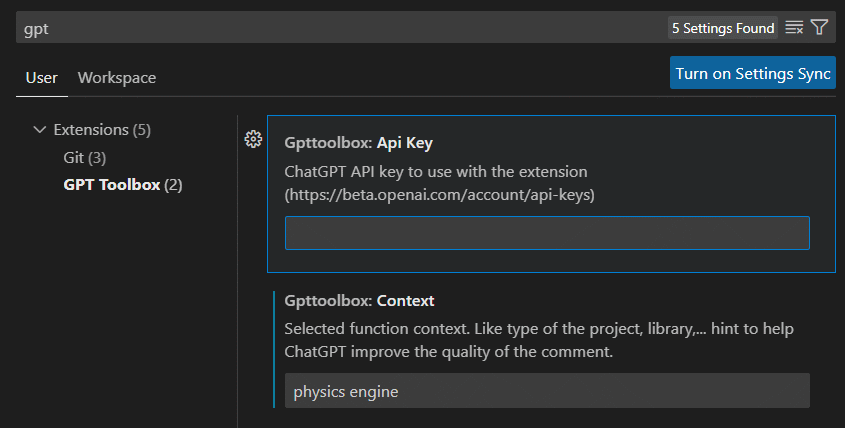 gpt
5 Settings Found
User
Workspace
Turn on Settings Sync
Extensions (5)
Git (3)
GPT Toolbox (2)
Gpttoolbox: Api Key
ChatGPT API key to use with the extension
(https://beta.openai.com/account/api-keys)
Gpttoolbox: Context
Selected function context. Like type of the project, library,... hint to help
ChatGPT improve the quality of the comment.
physics engine